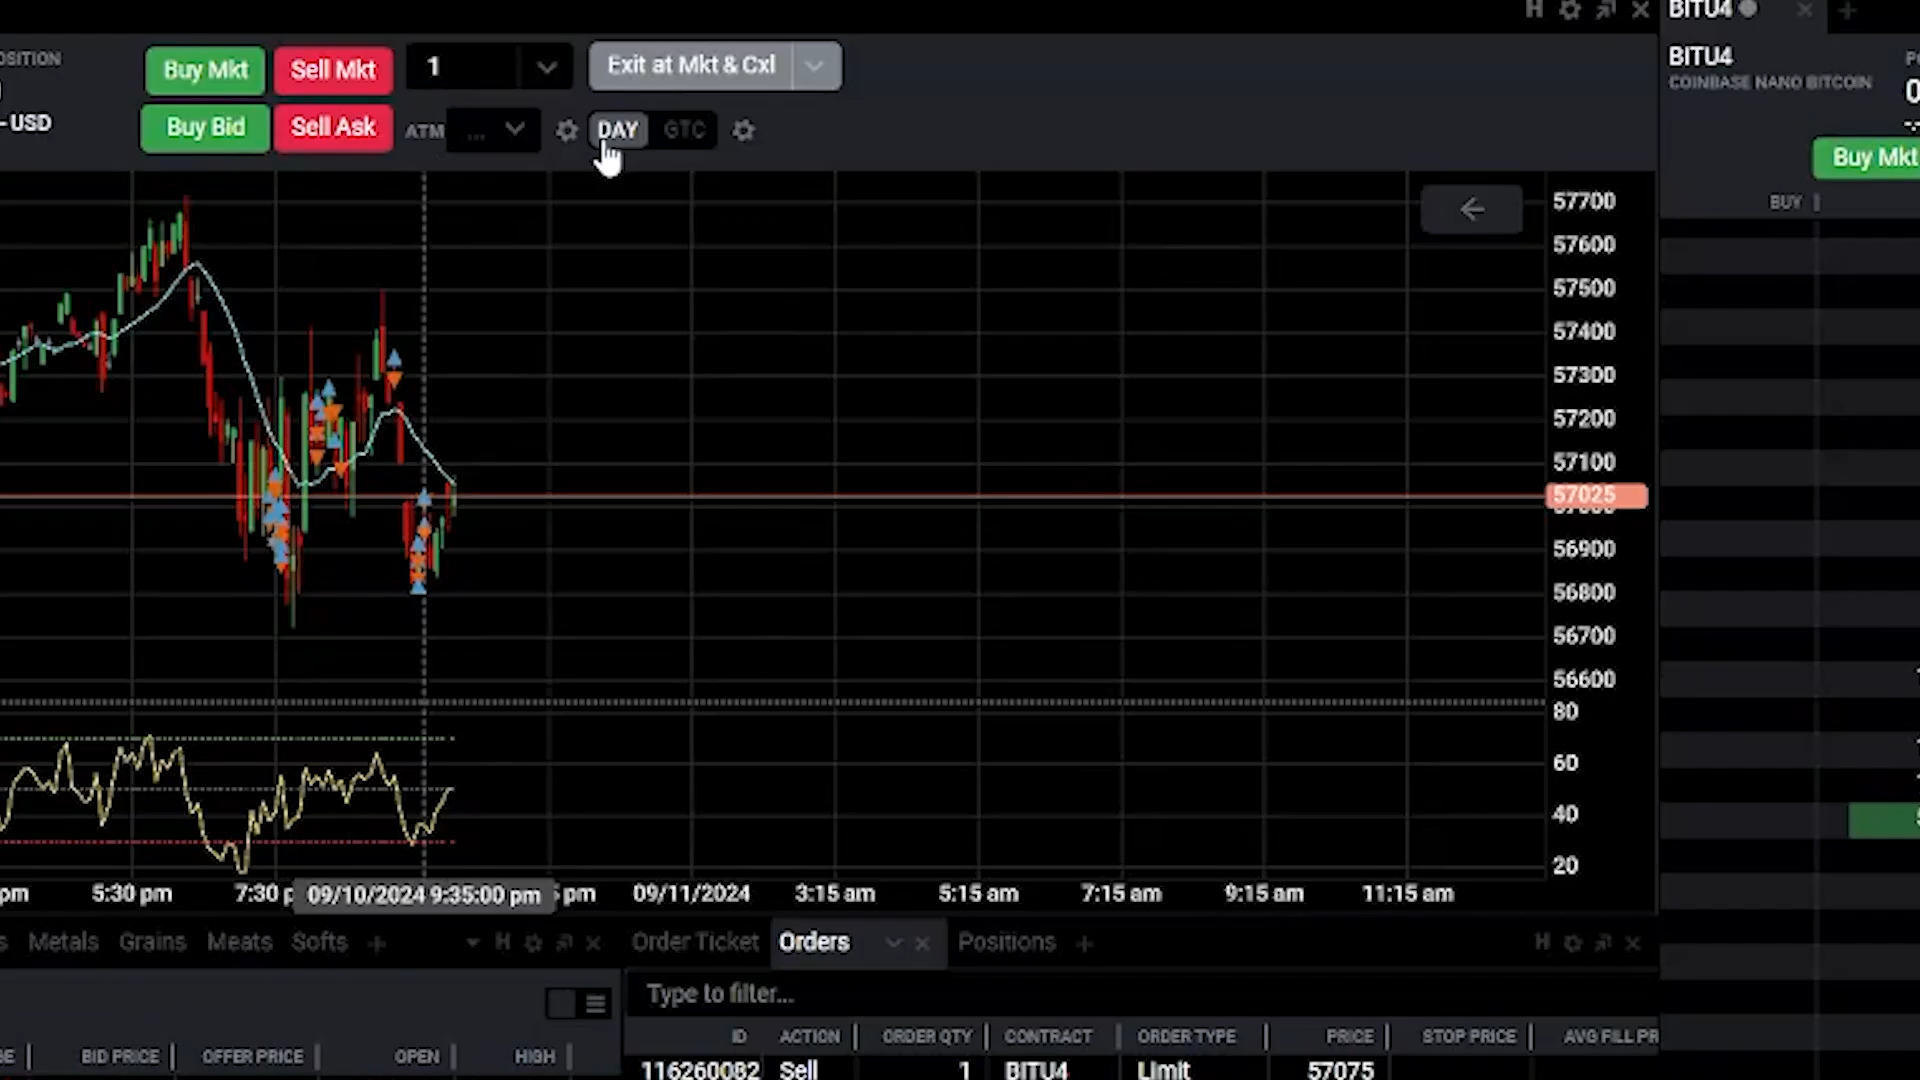 H
BITU4
OSITION
Buy Mkt Sell Mkt 1 Exit at Mkt & Cxl
- USD
Buy Bid Sell Ask ATM ... DAY GTC
BITU4
COINBASE NANO BITCOIN
0
Buy Mkt
BUY
57700
57600
57500
57400
57300
57200
57100
57025
56900
56800
56700
56600
80
60
40
20
pm 5:30 pm 7:30 p 09/10/2024 9:35:00 pm pm 09/11/2024 3:15 am 5:15 am 7:15 am 9:15 am 11:15 am
s Metals Grains Meats Softs + H
Order Ticket Orders Positions + H
Type to filter...
BID PRICE OFFER PRICE OPEN HIGH
ID ACTION ORDER QTY CONTRACT ORDER TYPE PRICE STOP PRICE AVG FILL PR
116260082 Sell 1 BITU4 Limit 57075